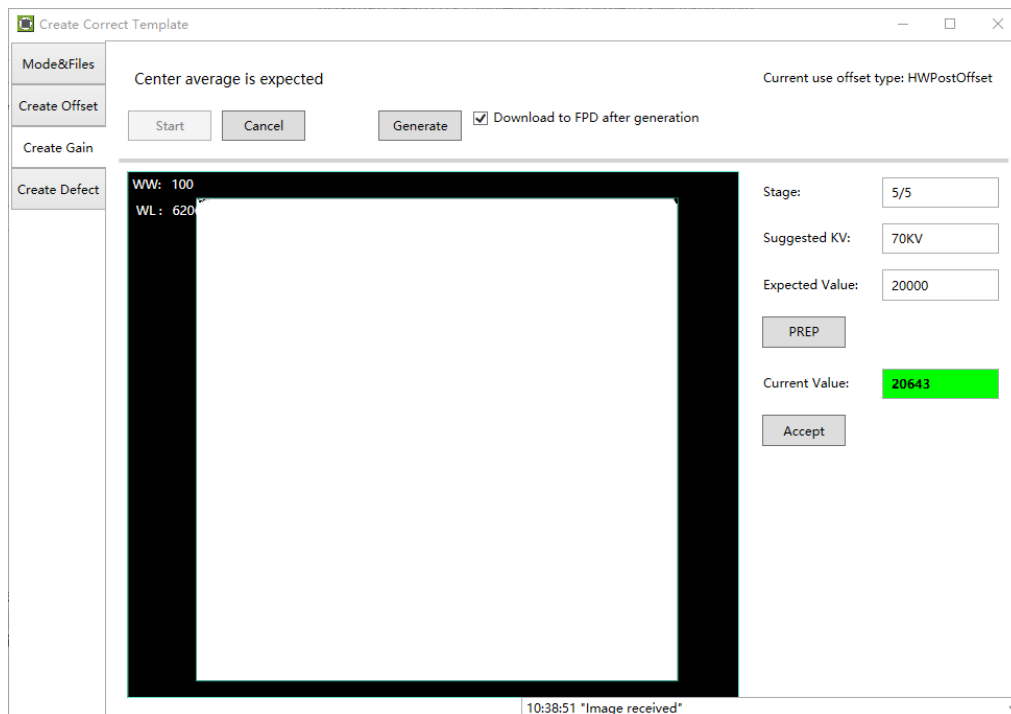 Create Correct Template
Mode&Files
Create Offset
Create Gain
Create Defect
Center average is expected
Current use offset type: HWPostOffset
Start
Cancel
Generate
Download to FPD after generation
WW: 100
WL: 620
Stage:
5/5
Suggested KV:
70KV
Expected Value:
20000
PREP
Current Value:
20643
Accept
10:38:51 "Image received"